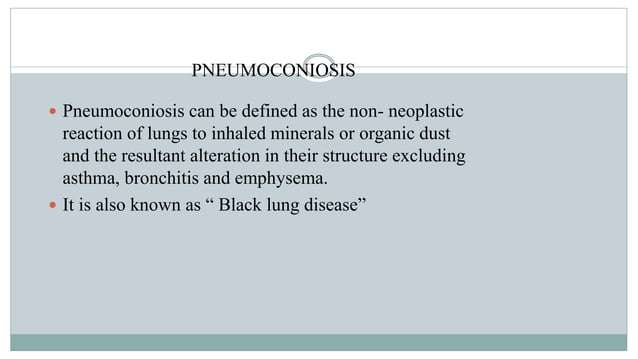 PNEUMOCONIOSIS
• Pneumoconiosis can be defined as the non- neoplastic
reaction of lungs to inhaled minerals or organic dust
and the resultant alteration in their structure excluding
asthma, bronchitis and emphysema.
• It is also known as “ Black lung disease”